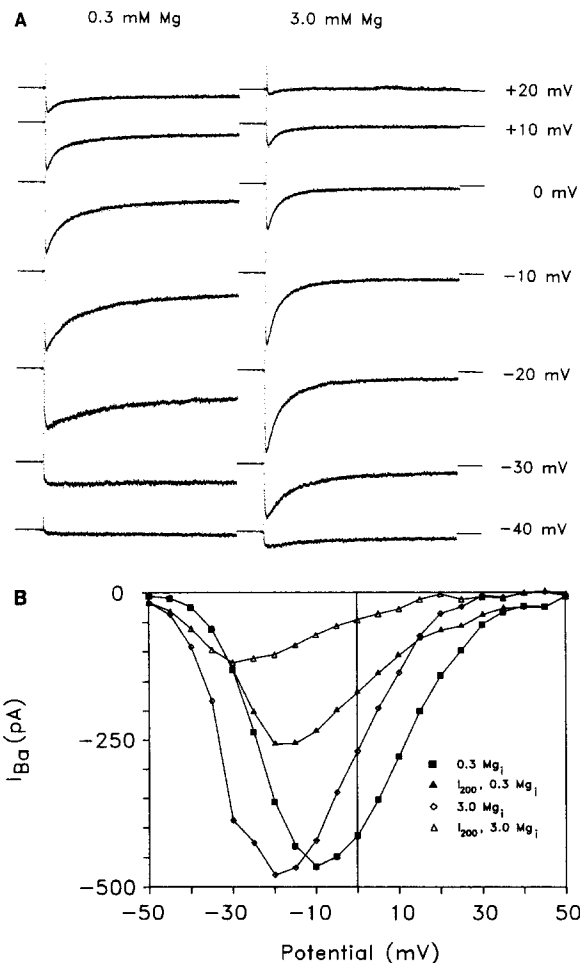 A 0.3 mM Mg 3.0 mM Mg
+20 mV
+10 mV
0 mV
−10 mV
−20 mV
−30 mV
−40 mV
B
0
−250
−500
I_Ba (pA)
0.3 Mg_i
I_200, 0.3 Mg_i
3.0 Mg_i
I_200, 3.0 Mg_i
−50 −30 −10 10 30 50
Potential (mV)